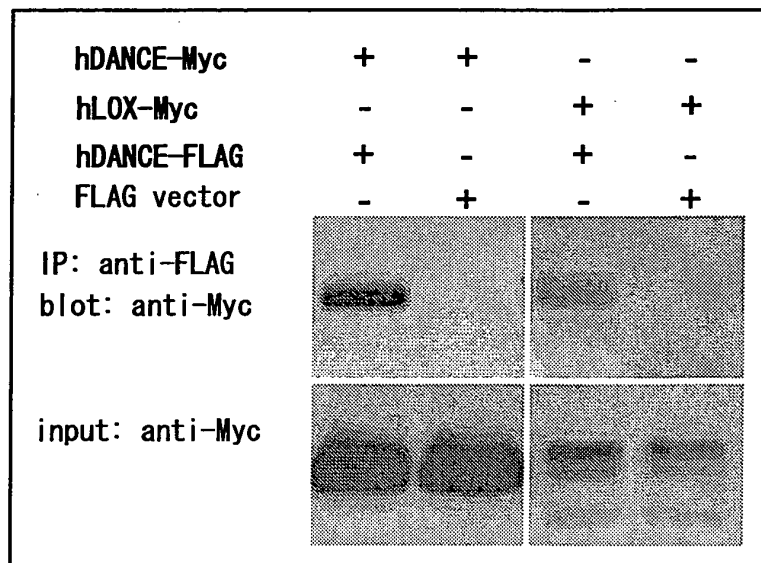 hDANCE-Myc + + - -
hLOX-Myc - - + +
hDANCE-FLAG + - + -
FLAG vector - + - +
IP: anti-FLAG
blot: anti-Myc
input: anti-Myc